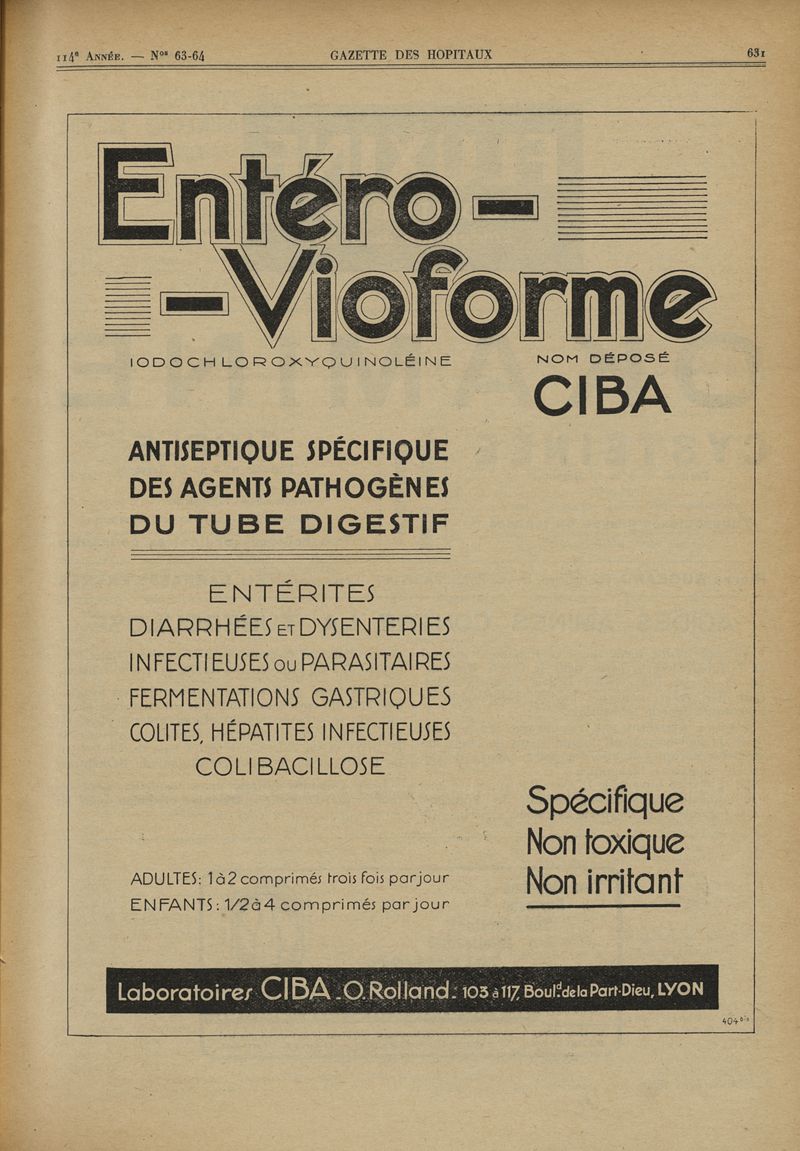 114e ANNÉE. — Nos 63-64 GAZETTE DES HOPITAUX 631
Entéro-
-Vioforme
IODOCHLOROXYQUINOLÉINE NOM DÉPOSÉ
CIBA
ANTISEPTIQUE SPÉCIFIQUE
DES AGENTS PATHOGÈNES
DU TUBE DIGESTIF
ENTÉRITES
DIARRHÉES ET DYSENTERIES
INFECTIEUSES OU PARASITAIRES
FERMENTATIONS GASTRIQUES
COLITES, HÉPATITES INFECTIEUSES
COLIBACILLOSE
Spécifique
Non toxique
Non irritant
ADULTES: 1 à 2 comprimés trois fois par jour
ENFANTS: 1/2 à 4 comprimés par jour
Laboratoires CIBA - O. Rolland - 103 à 117, Bould de la Part-Dieu, LYON
404 bis